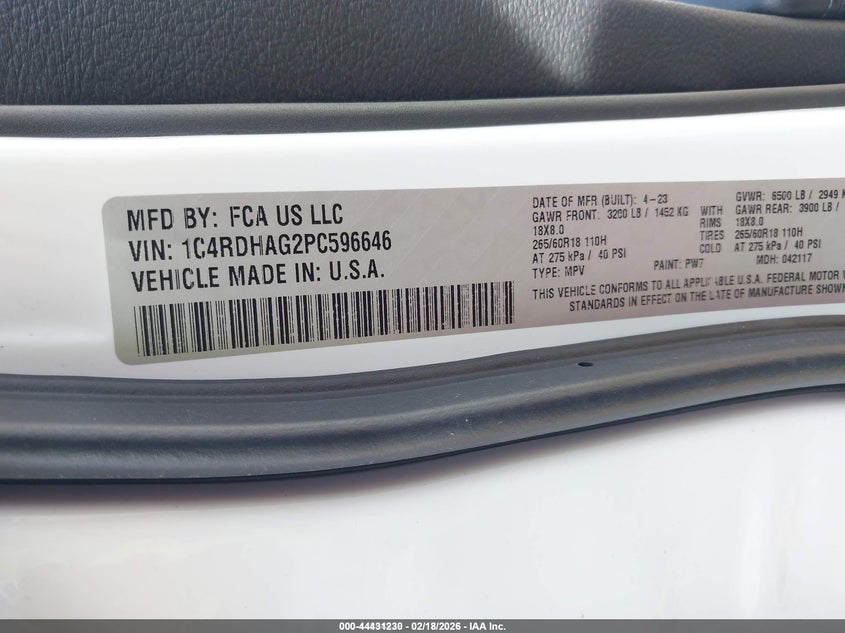 MFD BY: FCA US LLC
VIN: 1C4RDHAG2PC596646
VEHICLE MADE IN: U.S.A.
DATE OF MFR (BUILT): 4-23 GVWR: 6500 LB / 2949 K
GAWR FRONT: 3200 LB / 1452 KG WITH GAWR REAR: 3900 LB /
18X8.0 RIMS 18X8.0
265/60R18 110H TIRES 265/60R18 110H
AT 275 kPa / 40 PSI COLD AT 275 kPa / 40 PSI
TYPE: MPV PAINT: PW7 MDH: 042117
THIS VEHICLE CONFORMS TO ALL APPLICABLE U.S.A. FEDERAL MOTOR V
STANDARDS IN EFFECT ON THE DATE OF MANUFACTURE SHOWN
000-44431230 - 02/18/2026 - IAA Inc.